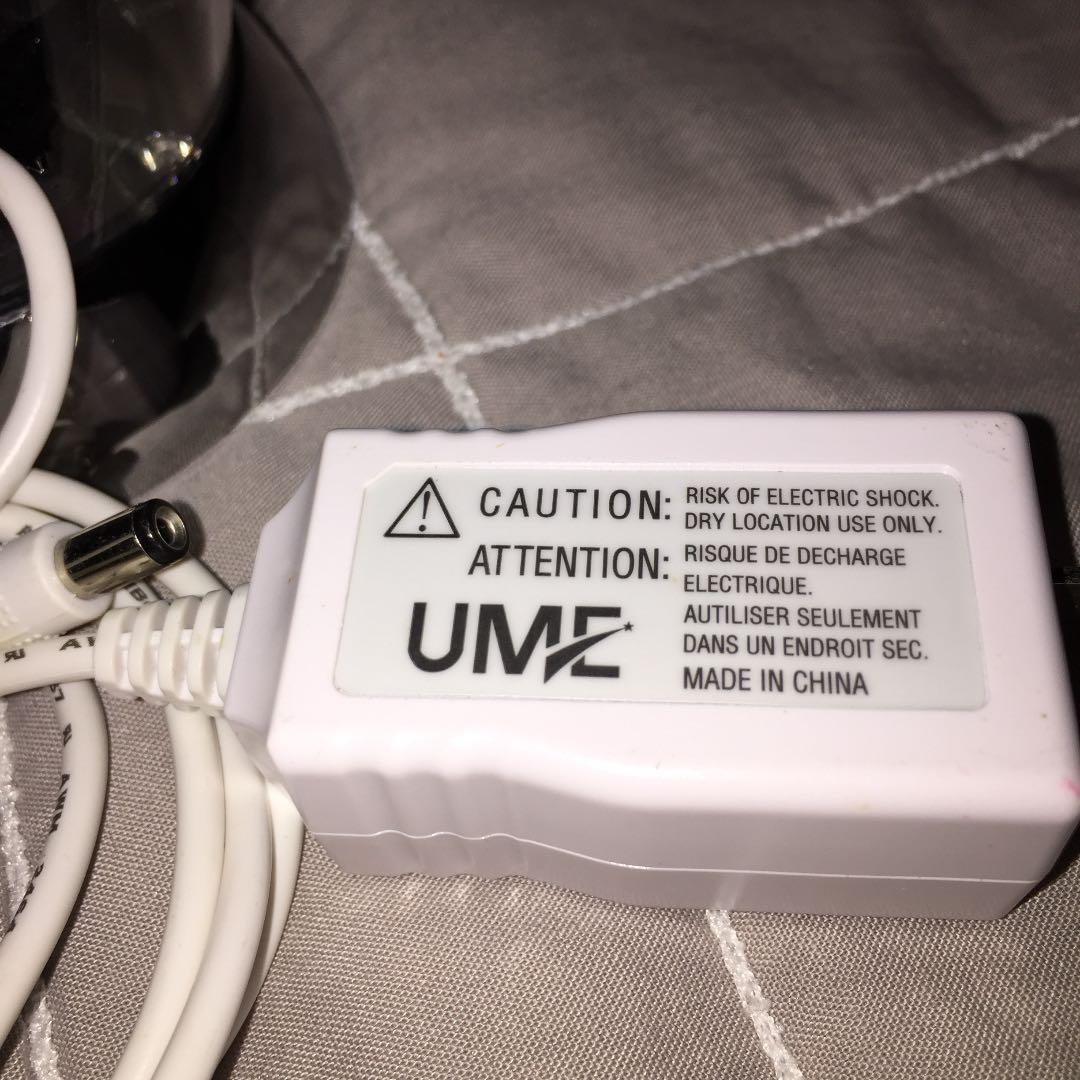 CAUTION: RISK OF ELECTRIC SHOCK.
DRY LOCATION USE ONLY.
ATTENTION: RISQUE DE DECHARGE
ELECTRIQUE.
AUTILISER SEULEMENT
DANS UN ENDROIT SEC.
UME
MADE IN CHINA